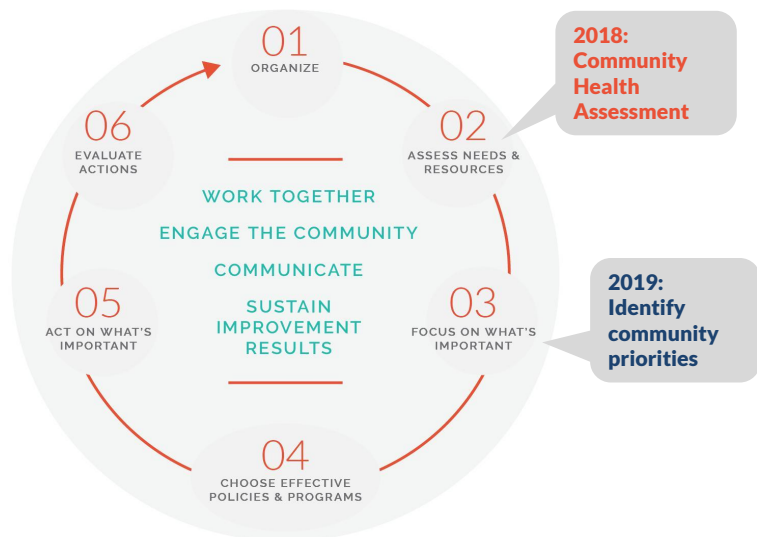 01
ORGANIZE
2018:
Community
Health
Assessment
02
ASSESS NEEDS &
RESOURCES
2019:
Identify
community
priorities
03
FOCUS ON WHAT'S
IMPORTANT
04
CHOOSE EFFECTIVE
POLICIES & PROGRAMS
05
ACT ON WHAT'S
IMPORTANT
06
EVALUATE
ACTIONS
WORK TOGETHER
ENGAGE THE COMMUNITY
COMMUNICATE
SUSTAIN
IMPROVEMENT
RESULTS